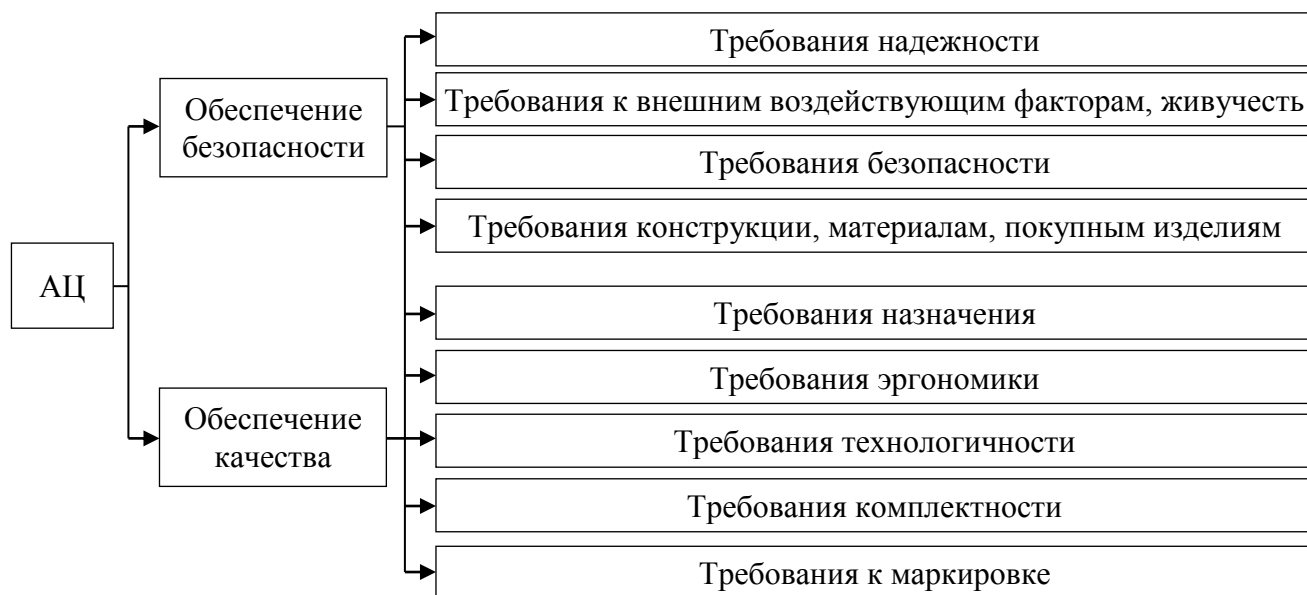 АЦ
Обеспечение
безопасности
Требования надежности
Требования к внешним воздействующим факторам, живучесть
Требования безопасности
Требования конструкции, материалам, покупным изделиям
Обеспечение
качества
Требования назначения
Требования эргономики
Требования технологичности
Требования комплектности
Требования к маркировке